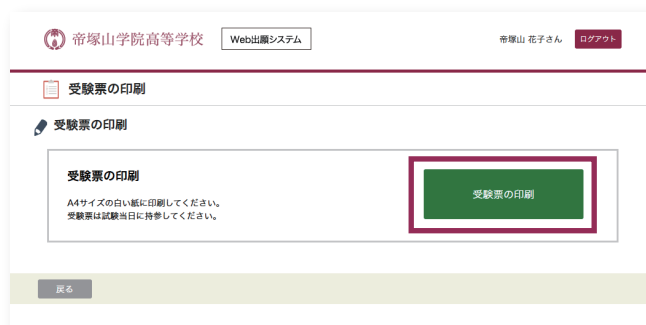 帝塚山学院高等学校 Web出願システム 帝塚山 花子さん ログアウト
受験票の印刷
受験票の印刷
受験票の印刷
A4サイズの白い紙に印刷してください。
受験票は試験当日に持参してください。
受験票の印刷
戻る